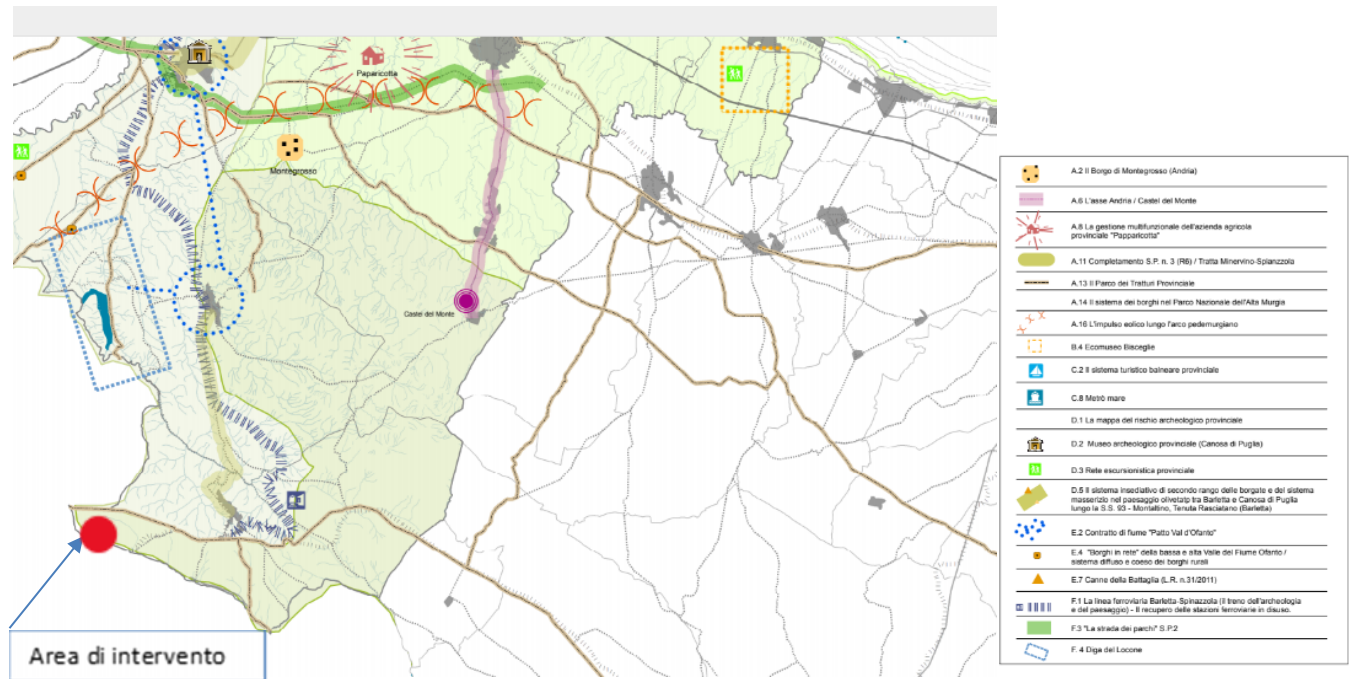 Paparicotta
Montegrosso
Castel del Monte
Area di intervento
A.2 Il Borgo di Montegrosso (Andria)
A.6 L'asse Andria / Castel del Monte
A.8 La gestione multifunzionale dell'azienda agricola
provinciale "Papparicotta"
A.11 Completamento S.P. n. 3 (R6) / Tratta Minervino-Spianzzola
A.13 Il Parco dei Tratturi Provinciale
A.14 Il sistema dei borghi nel Parco Nazionale dell'Alta Murgia
A.16 L'impulso eolico lungo l'arco pedemurgiano
B.4 Ecomuseo Bisceglie
C.2 Il sistema turistico balneare provinciale
C.8 Metrò mare
D.1 La mappa del rischio archeologico provinciale
D.2 Museo archeologico provinciale (Canosa di Puglia)
D.3 Rete escursionistica provinciale
D.5 Il sistema insediativo di secondo rango delle borgate e del sistema
masserizio nel paesaggio olivetato tra Barletta e Canosa di Puglia
lungo la S.S. 93 - Montaltino, Tenuta Rasciatano (Barletta)
E.2 Contratto di fiume "Patto Val d'Ofanto"
E.4 "Borghi in rete" della bassa e alta Valle del Fiume Ofanto /
sistema diffuso e coeso dei borghi rurali
E.7 Canne della Battaglia (L.R. n.31/2011)
F.1 La linea ferroviaria Barletta-Spinazzola (Il treno dell'archeologia
e del paesaggio) - Il recupero delle stazioni ferroviarie in disuso.
F.3 "La strada dei parchi" S.P.2
F. 4 Diga del Locone